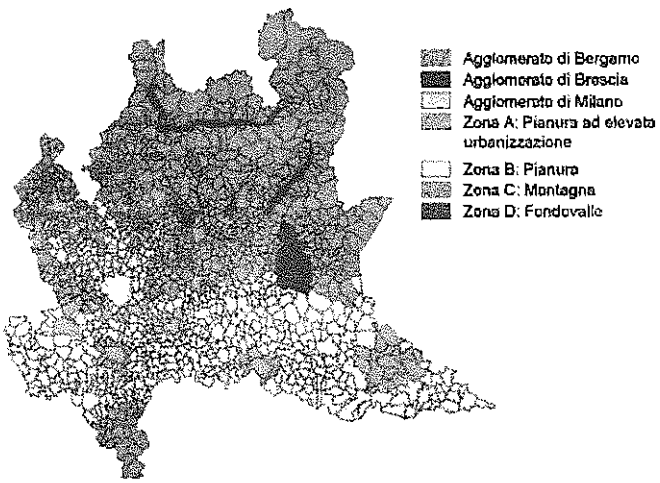 Agglomerato di Bergamo
Agglomerato di Brescia
Agglomerato di Milano
Zona A: Pianura ad elevata
urbanizzazione
Zona B: Pianura
Zona C: Montagna
Zona D: Fondovalle